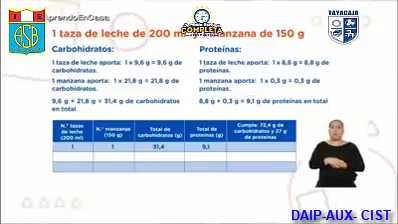 AprendoEnCasa
COMPLETA
TAYACAJA
1 taza de leche de 200 ml y 1 manzana de 150 g
Carbohidratos:
Proteínas:
1 taza de leche aporta: 1 x 9,6 g = 9,6 g de carbohidratos.
1 taza de leche aporta: 1 x 8,8 g = 8,8 g de proteínas.
1 manzana aporta: 1 x 21,8 g = 21,8 g de carbohidratos.
1 manzana aporta: 1 x 0,3 g = 0,3 g de proteínas.
9,6 g + 21,8 g = 31,4 g de carbohidratos en total
8,8 g + 0,3 g = 9,1 g de proteínas en total
N.° tazas de leche (200 ml)
N.° manzanas (150 g)
Total de carbohidratos (g)
Total de proteínas (g)
Cumple: 72,4 g de carbohidratos y 27 g de proteínas
1 1 31,4 9,1
DAIP-AUX- CIST